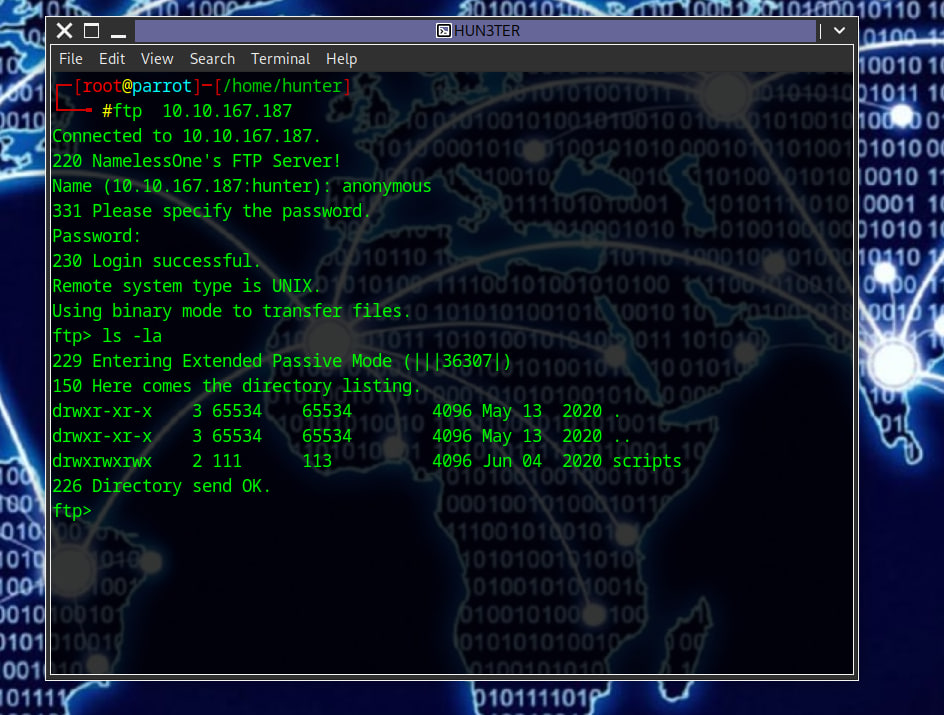 HUN3TER
File Edit View Search Terminal Help
┌─[root@parrot]─[/home/hunter]
└──╼ #ftp  10.10.167.187
Connected to 10.10.167.187.
220 NamelessOne's FTP Server!
Name (10.10.167.187:hunter): anonymous
331 Please specify the password.
Password:
230 Login successful.
Remote system type is UNIX.
Using binary mode to transfer files.
ftp> ls -la
229 Entering Extended Passive Mode (|||36307|)
150 Here comes the directory listing.
drwxr-xr-x    3 65534    65534        4096 May 13  2020 .
drwxr-xr-x    3 65534    65534        4096 May 13  2020 ..
drwxrwxrwx    2 111      113          4096 Jun 04  2020 scripts
226 Directory send OK.
ftp>